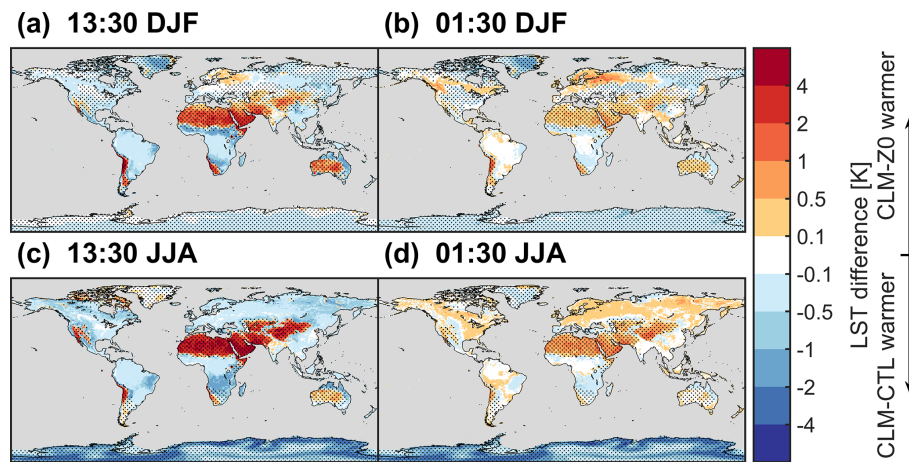 (a) 13:30 DJF
(b) 01:30 DJF
(c) 13:30 JJA
(d) 01:30 JJA
4
2
1
0.5
0.1
-0.1
-0.5
-1
-2
-4
LST difference [K]
CLM-Z0 warmer
CLM-CTL warmer